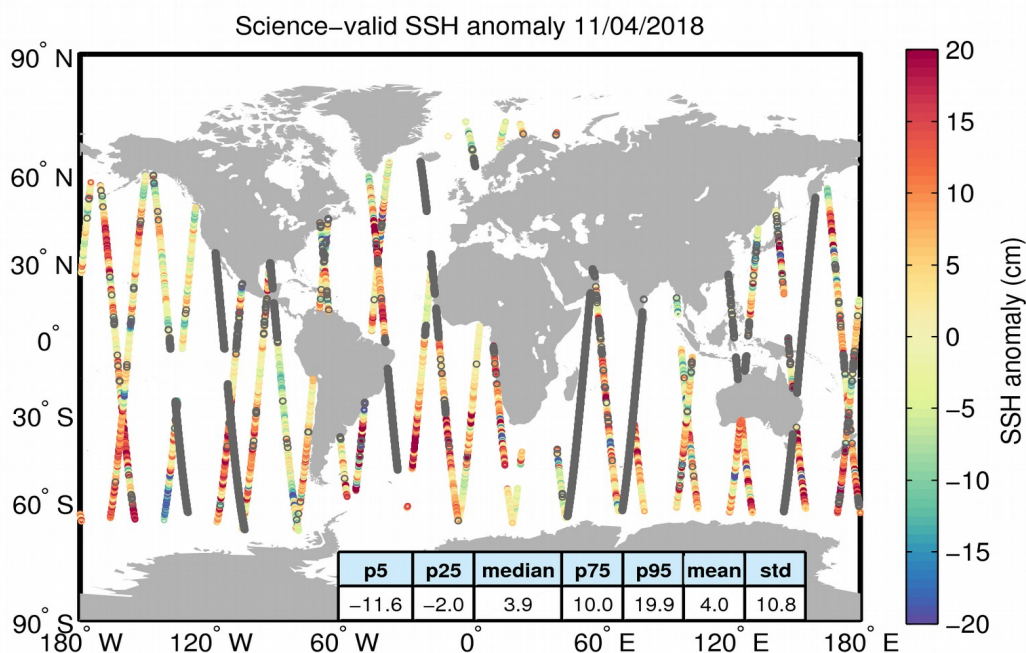 Science−valid SSH anomaly 11/04/2018
90° N
60° N
30° N
0°
30° S
60° S
90° S
180° W
120° W
60° W
0°
60° E
120° E
180° E
p5 p25 median p75 p95 mean std
−11.6 −2.0 3.9 10.0 19.9 4.0 10.8
20
15
10
5
0
−5
−10
−15
−20
SSH anomaly (cm)